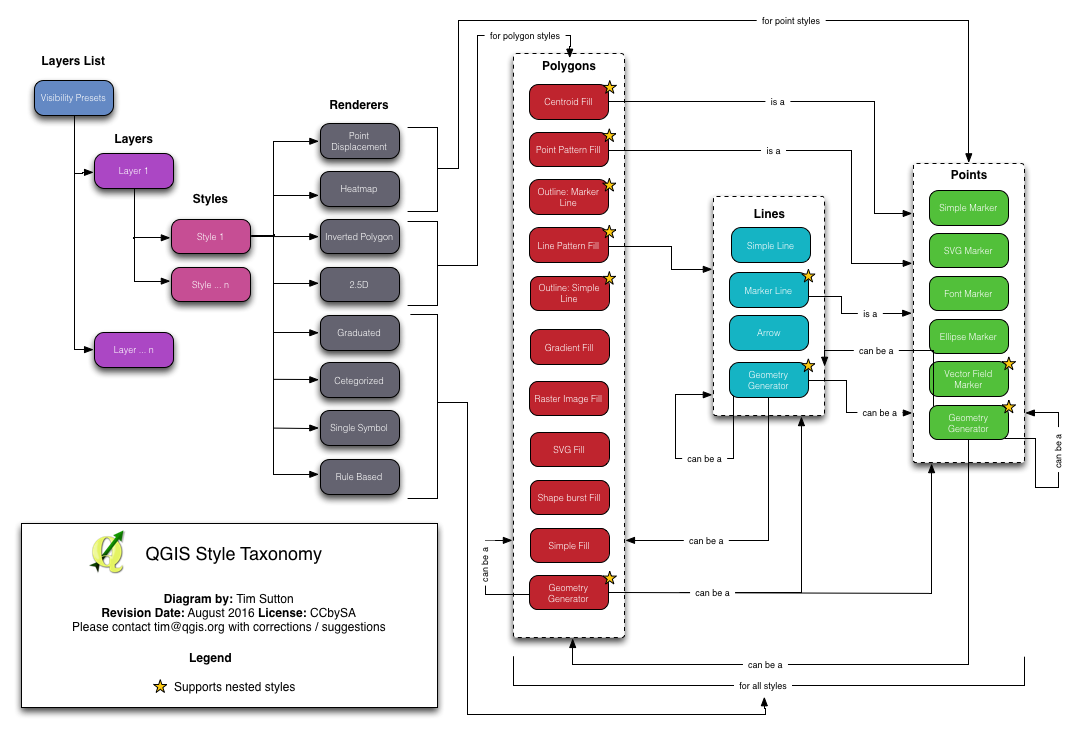 Layers List
Visibility Presets
Layers
Layer 1
Layer ... n
Styles
Style 1
Style ... n
Renderers
Point
Displacement
Heatmap
Inverted Polygon
2.5D
Graduated
Cetegorized
Single Symbol
Rule Based
for point styles
for polygon styles
Polygons
Centroid Fill
Point Pattern Fill
Outline: Marker
Line
Line Pattern Fill
Outline: Simple
Line
Gradient Fill
Raster Image Fill
SVG Fill
Shape burst Fill
Simple Fill
Geometry
Generator
is a
is a
Lines
Simple Line
Marker Line
Arrow
Geometry
Generator
is a
can be a
can be a
can be a
Points
Simple Marker
SVG Marker
Font Marker
Ellipse Marker
Vector Field
Marker
Geometry
Generator
can be a
can be a
can be a
can be a
can be a
for all styles
QGIS Style Taxonomy
Diagram by: Tim Sutton
Revision Date: August 2016 License: CCbySA
Please contact tim@qgis.org with corrections / suggestions
Legend
Supports nested styles